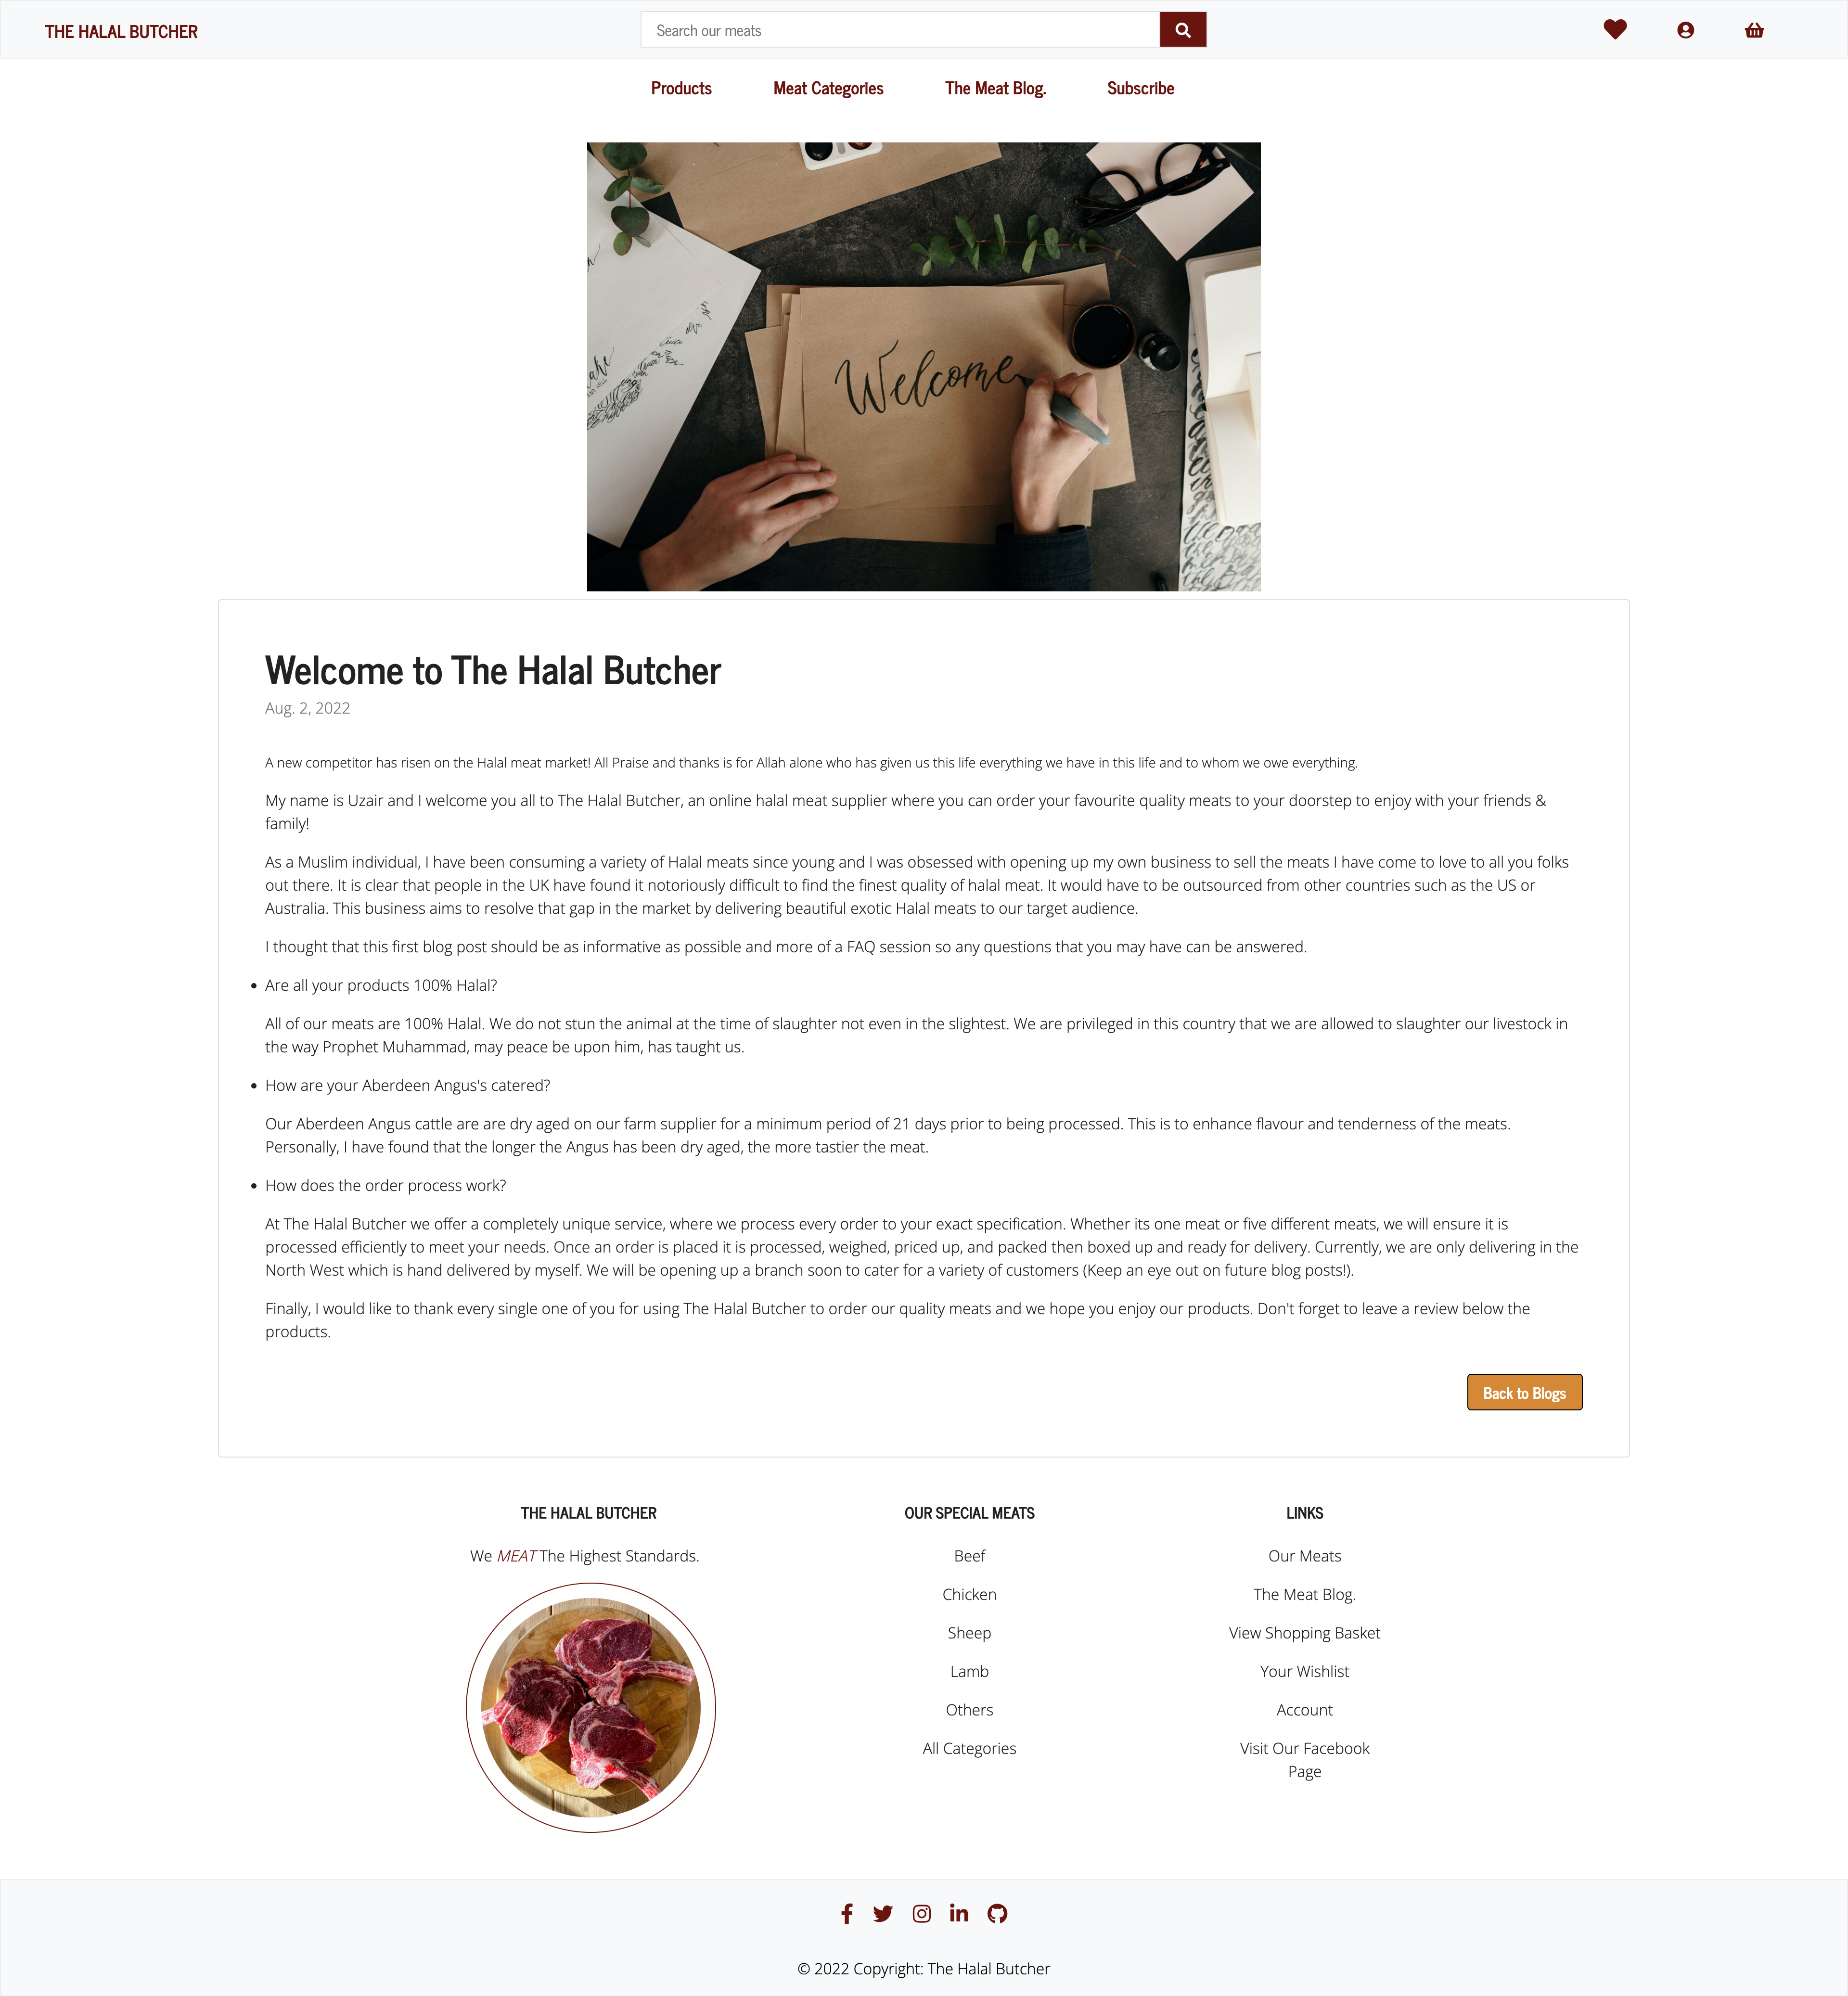 THE HALAL BUTCHER
Search our meats
Products
Meat Categories
The Meat Blog.
Subscribe
Welcome
Welcome to The Halal Butcher
Aug. 2, 2022
A new competitor has risen on the Halal meat market! All Praise and thanks is for Allah alone who has given us this life everything we have in this life and to whom we owe everything.
My name is Uzair and I welcome you all to The Halal Butcher, an online halal meat supplier where you can order your favourite quality meats to your doorstep to enjoy with your friends &
family!
As a Muslim individual, I have been consuming a variety of Halal meats since young and I was obsessed with opening up my own business to sell the meats I have come to love to all you folks
out there. It is clear that people in the UK have found it notoriously difficult to find the finest quality of halal meat. It would have to be outsourced from other countries such as the US or
Australia. This business aims to resolve that gap in the market by delivering beautiful exotic Halal meats to our target audience.
I thought that this first blog post should be as informative as possible and more of a FAQ session so any questions that you may have can be answered.
• Are all your products 100% Halal?
All of our meats are 100% Halal. We do not stun the animal at the time of slaughter not even in the slightest. We are privileged in this country that we are allowed to slaughter our livestock in
the way Prophet Muhammad, may peace be upon him, has taught us.
• How are your Aberdeen Angus's catered?
Our Aberdeen Angus cattle are are dry aged on our farm supplier for a minimum period of 21 days prior to being processed. This is to enhance flavour and tenderness of the meats.
Personally, I have found that the longer the Angus has been dry aged, the more tastier the meat.
• How does the order process work?
At The Halal Butcher we offer a completely unique service, where we process every order to your exact specification. Whether its one meat or five different meats, we will ensure it is
processed efficiently to meet your needs. Once an order is placed it is processed, weighed, priced up, and packed then boxed up and ready for delivery. Currently, we are only delivering in the
North West which is hand delivered by myself. We will be opening up a branch soon to cater for a variety of customers (Keep an eye out on future blog posts!).
Finally, I would like to thank every single one of you for using The Halal Butcher to order our quality meats and we hope you enjoy our products. Don't forget to leave a review below the
products.
Back to Blogs
THE HALAL BUTCHER
We MEAT The Highest Standards.
OUR SPECIAL MEATS
Beef
Chicken
Sheep
Lamb
Others
All Categories
LINKS
Our Meats
The Meat Blog.
View Shopping Basket
Your Wishlist
Account
Visit Our Facebook
Page
© 2022 Copyright: The Halal Butcher